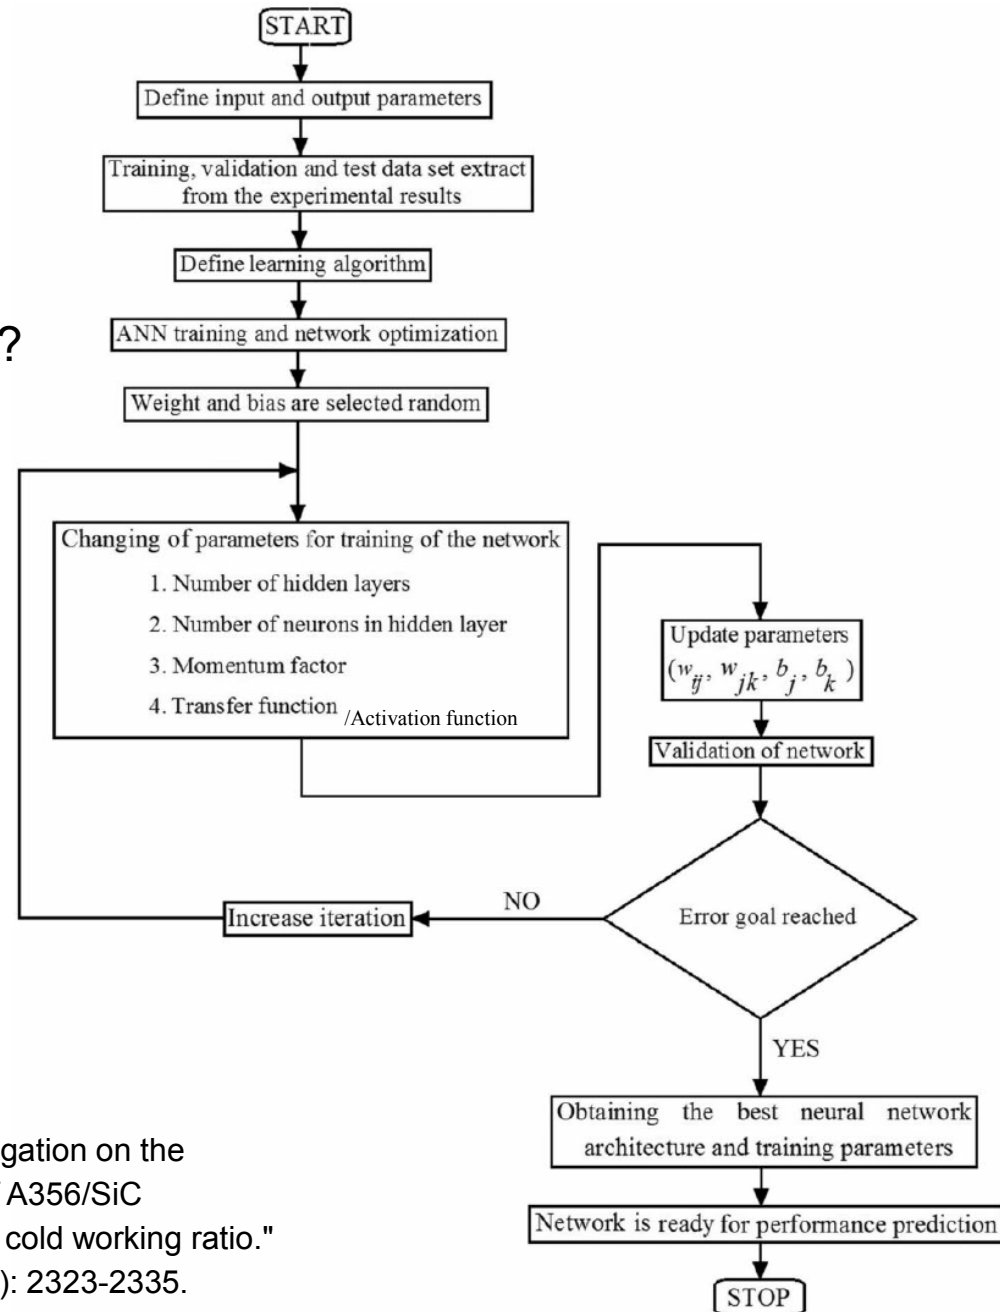 START
Define input and output parameters
Training, validation and test data set extract
from the experimental results
Define learning algorithm
?
ANN training and network optimization
Weight and bias are selected random
Changing of parameters for training of the network
1. Number of hidden layers
2. Number of neurons in hidden layer
3. Momentum factor
4. Transfer function /Activation function
Update parameters
(w_ij, w_jk, b_j, b_k)
Validation of network
Error goal reached
NO
Increase iteration
YES
Obtaining the best neural network
architecture and training parameters
Network is ready for performance prediction
STOP
gation on the
A356/SiC
cold working ratio."
): 2323-2335.